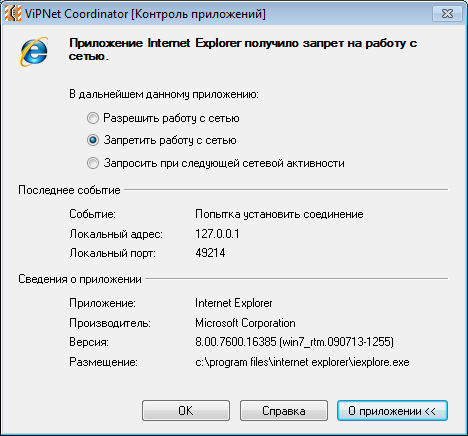 ViPNet Coordinator [Контроль приложений]
Приложение Internet Explorer получило запрет на работу с
сетью.
В дальнейшем данному приложению:
Разрешить работу с сетью
Запретить работу с сетью
Запросить при следующей сетевой активности
Последнее событие
Событие: Попытка установить соединение
Локальный адрес: 127.0.0.1
Локальный порт: 49214
Сведения о приложении
Приложение: Internet Explorer
Производитель: Microsoft Corporation
Версия: 8.00.7600.16385 (win7_rtm.090713-1255)
Размещение: c:\program files\internet explorer\iexplore.exe
OK Справка О приложении <<